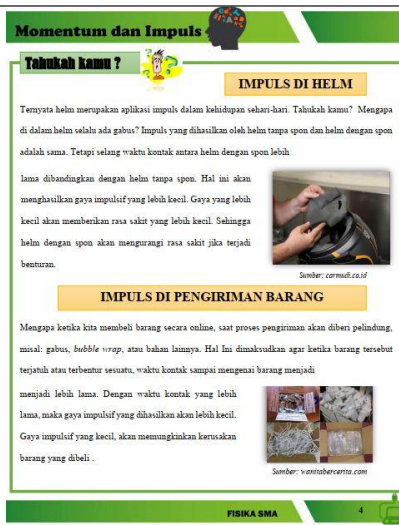 Momentum dan Impuls
Tahukah kamu ?
IMPULS DI HELM
Ternyata helm merupakan aplikasi impuls dalam kehidupan sehari-hari. Tahukah kamu? Mengapa
di dalam helm selalu ada gabus? Impuls yang dihasilkan oleh helm tanpa spon dan helm dengan spon
adalah sama. Tetapi selang waktu kontak antara helm dengan spon lebih
lama dibandingkan dengan helm tanpa spon. Hal ini akan
menghasilkan gaya impulsif yang lebih kecil. Gaya yang lebih
kecil akan memberikan rasa sakit yang lebih kecil. Sehingga
helm dengan spon akan mengurangi rasa sakit jika terjadi
benturan.
Sumber: carmudi.co.id
IMPULS DI PENGIRIMAN BARANG
Mengapa ketika kita membeli barang secara online, saat proses pengiriman akan diberi pelindung,
misal: gabus, bubble wrap, atau bahan lainnya. Hal Ini dimaksudkan agar ketika barang tersebut
terjatuh atau terbentur sesuatu, waktu kontak sampai mengenai barang menjadi
menjadi lebih lama. Dengan waktu kontak yang lebih
lama, maka gaya impulsif yang dihasilkan akan lebih kecil.
Gaya impulsif yang kecil, akan memungkinkan kerusakan
barang yang dibeli .
Sumber: wanitabercerita.com
FISIKA SMA
4